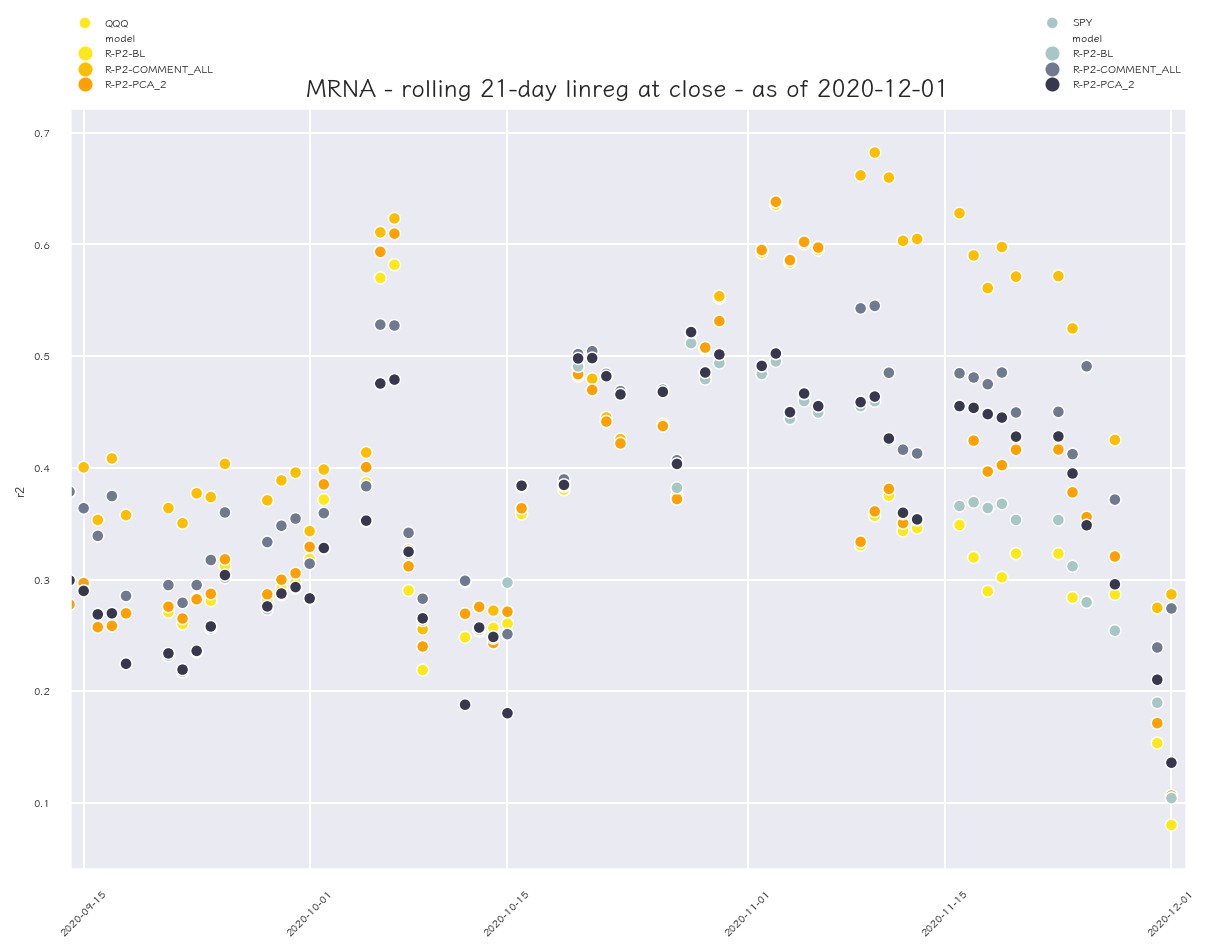 QQQ
model
R-P2-BL
R-P2-COMMENT_ALL
R-P2-PCA_2
SPY
model
R-P2-BL
R-P2-COMMENT_ALL
R-P2-PCA_2
MRNA - rolling 21-day linreg at close - as of 2020-12-01
0.7
0.6
0.5
0.4
0.3
0.2
0.1
r2
2020-09-15
2020-10-01
2020-10-15
2020-11-01
2020-11-15
2020-12-01